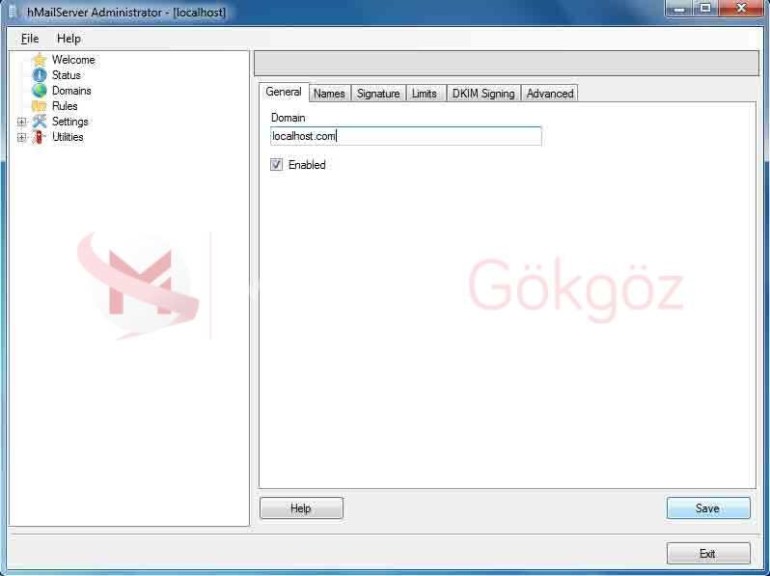 hMailServer Administrator - [localhost]
File Help
Welcome
Status
Domains
Rules
Settings
Utilities
General Names Signature Limits DKIM Signing Advanced
Domain
localhost.com
Enabled
M
Gökgöz
Help Save
Exit